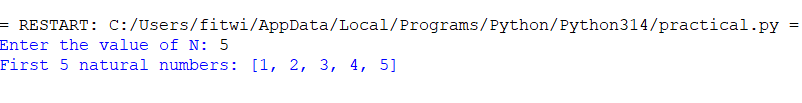 = RESTART: C:/Users/fitwi/AppData/Local/Programs/Python/Python314/practical.py =
Enter the value of N: 5
First 5 natural numbers: [1, 2, 3, 4, 5]